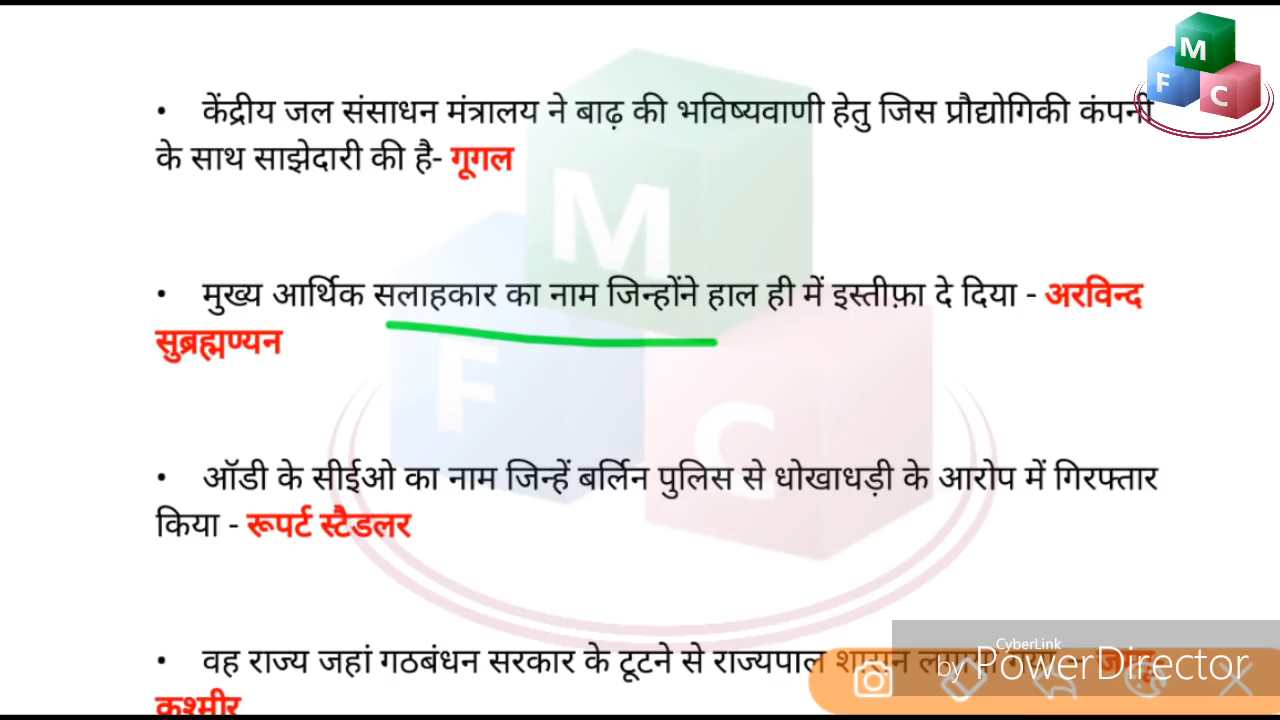 M
F
C
• केंद्रीय जल संसाधन मंत्रालय ने बाढ़ की भविष्यवाणी हेतु जिस प्रौद्योगिकी कंपनी
के साथ साझेदारी की है- गूगल
M
• मुख्य आर्थिक सलाहकार का नाम जिन्होंने हाल ही में इस्तीफ़ा दे दिया - अरविन्द
सुब्रह्मण्यन
F
C
• ऑडी के सीईओ का नाम जिन्हें बर्लिन पुलिस से धोखाधड़ी के आरोप में गिरफ्तार
किया - रूपर्ट स्टैडलर
• वह राज्य जहां गठबंधन सरकार के टूटने से राज्यपाल
कश्मीर
CyberLink
by PowerDirector